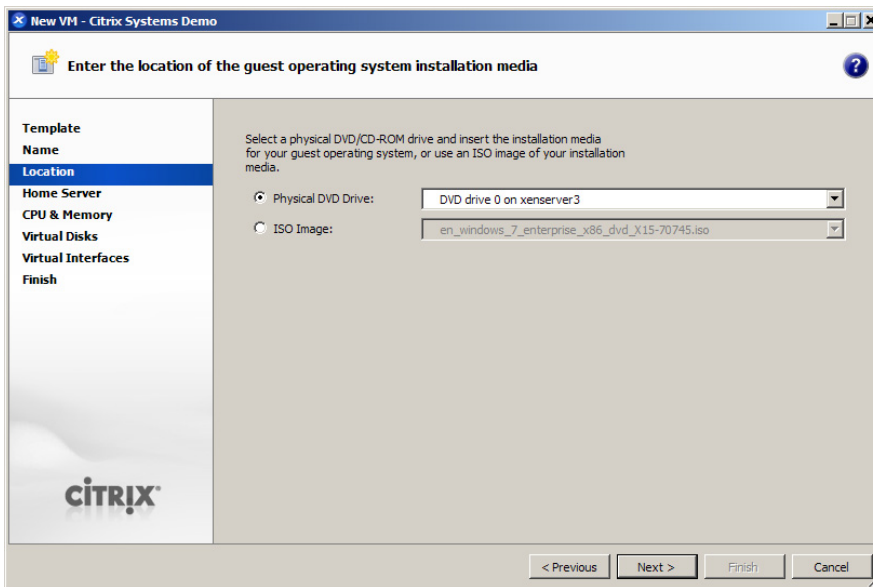 New VM - Citrix Systems Demo
Enter the location of the guest operating system installation media
?
Template
Name
Location
Home Server
CPU & Memory
Virtual Disks
Virtual Interfaces
Finish
Select a physical DVD/CD-ROM drive and insert the installation media
for your guest operating system, or use an ISO image of your installation
media.
Physical DVD Drive: DVD drive 0 on xenserver3
ISO Image: en_windows_7_enterprise_x86_dvd_X15-70745.iso
CITRIX
< Previous Next > Finish Cancel